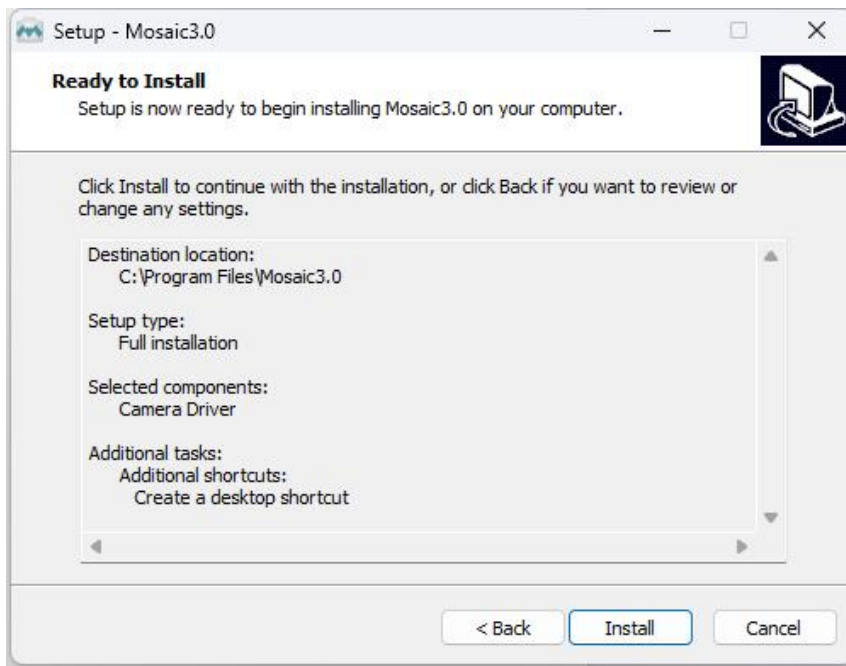 Setup - Mosaic3.0
Ready to Install
Setup is now ready to begin installing Mosaic3.0 on your computer.
Click Install to continue with the installation, or click Back if you want to review or
change any settings.
Destination location:
C:\Program Files\Mosaic3.0
Setup type:
Full installation
Selected components:
Camera Driver
Additional tasks:
Additional shortcuts:
Create a desktop shortcut
< Back
Install
Cancel